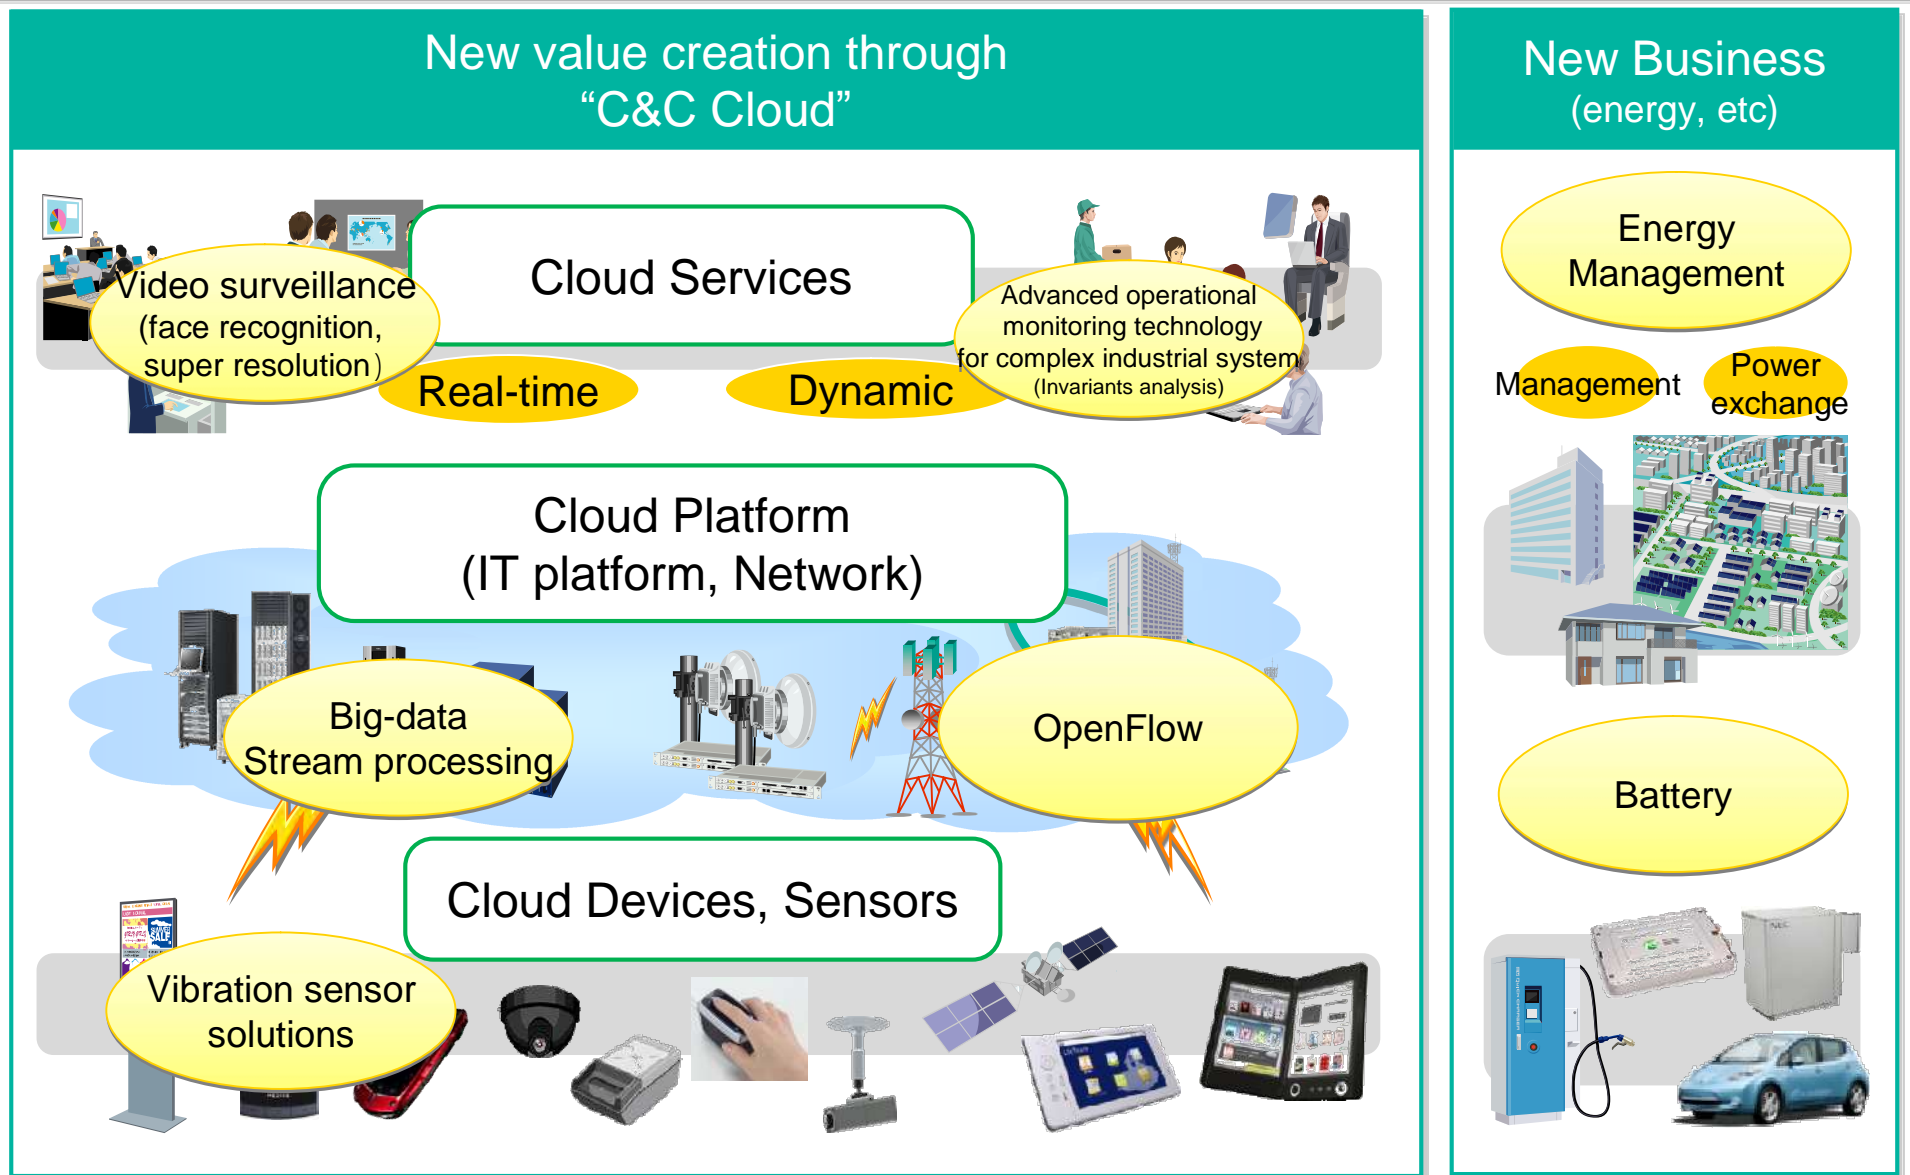 New value creation through
“C&C Cloud”
Cloud Services
Video surveillance
(face recognition,
super resolution)
Advanced operational
monitoring technology
for complex industrial system
(Invariants analysis)
Real-time
Dynamic
Cloud Platform
(IT platform, Network)
Big-data
Stream processing
OpenFlow
Cloud Devices, Sensors
SALE
Vibration sensor
solutions
New Business
(energy, etc)
Energy
Management
Management
Power
exchange
Battery
NEC